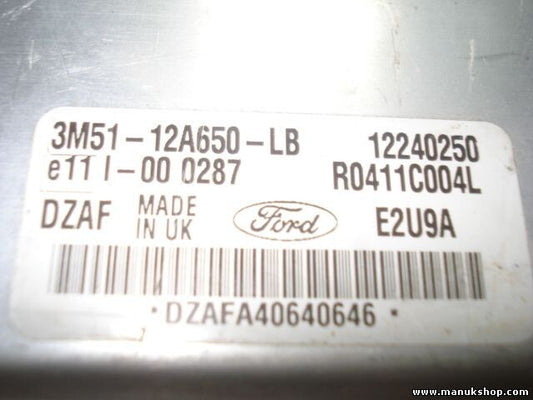 3M51-12A650-LB 12240250
e11 I-00 0287 R0411C004L
DZAF MADE IN UK Ford E2U9A
• DZAFA40640646 •
www.manukshop.com